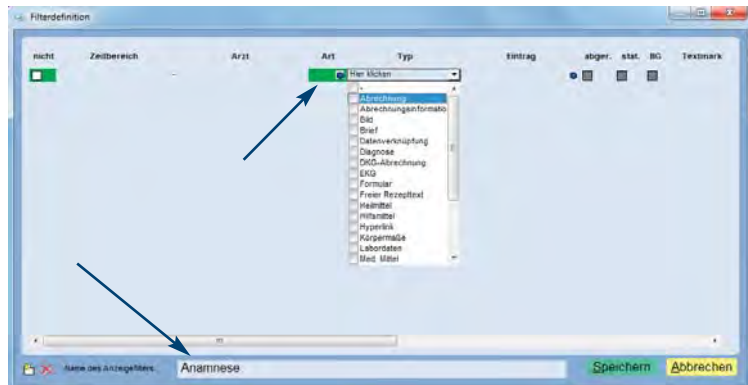 Filterdefinition
nicht Zeitbereich Arzt Art Typ Eintrag abger. stat. BG Textmark
- Hier klicken
-
Abrechnung
Abrechnungsinformatio
Bild
Brief
Datenverknüpfung
Diagnose
DKG-Abrechnung
EKG
Formular
Freier Rezepttext
Heilmittel
Hilfsmittel
Hyperlink
Körpermaße
Labordaten
Med. Mittel
Name des Anzeigefilters Anamnese Speichern Abbrechen